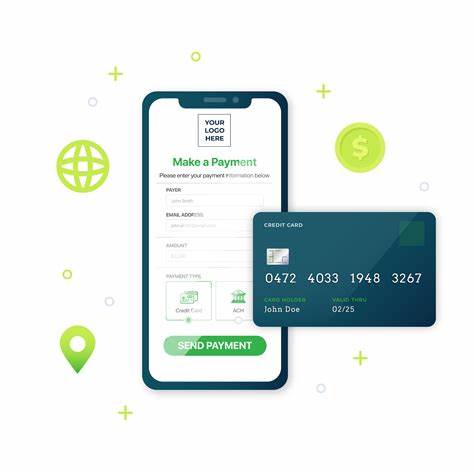 YOUR
LOGO
HERE
Make a Payment
Please enter your payment information below
PAYER
John Smith
EMAIL ADDRESS
AMOUNT
PAYMENT TYPE
Credit Card
ACH
SEND PAYMENT
$
CREDIT CARD
0472 4033 1948 3267
CARD HOLDER
VALID THRU
John Doe
02/25